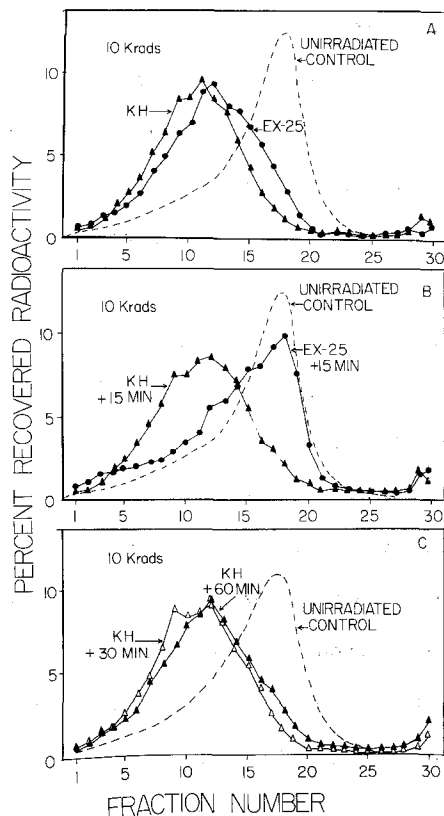 PERCENT RECOVERED RADIOACTIVITY
A
10 Krads
UNIRRADIATED
CONTROL
KH
EX-25
10
5
0
1 5 10 15 20 25 30
B
10 Krads
UNIRRADIATED
CONTROL
KH
+15 MIN
EX-25
+15 MIN
10
5
0
1 5 10 15 20 25 30
C
10 Krads
KH
+60 MIN.
KH
+30 MIN.
UNIRRADIATED
CONTROL
10
5
0
1 5 10 15 20 25 30
FRACTION NUMBER